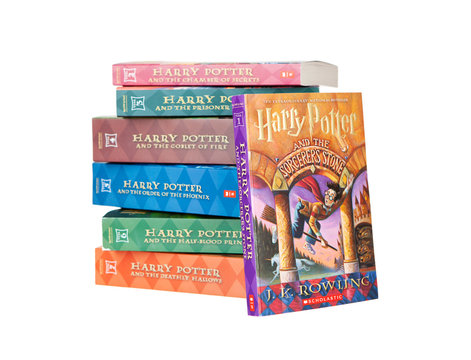 HARRY POTTER
AND THE CHAMBER OF SECRETS
HARRY POTTER
AND THE PRISONER
HARRY POTTER
AND THE GOBLET OF FIRE
HARRY POTTER
AND THE ORDER OF THE PHOENIX
HARRY POTTER
AND THE HALF-BLOOD PRIN
HARRY POTTER
AND THE DEATHLY HALLOWS
1
HARRY POTTER
Harry Potter
AND THE
SORCERER'S STONE
J. K. ROWLING
SCHOLASTIC